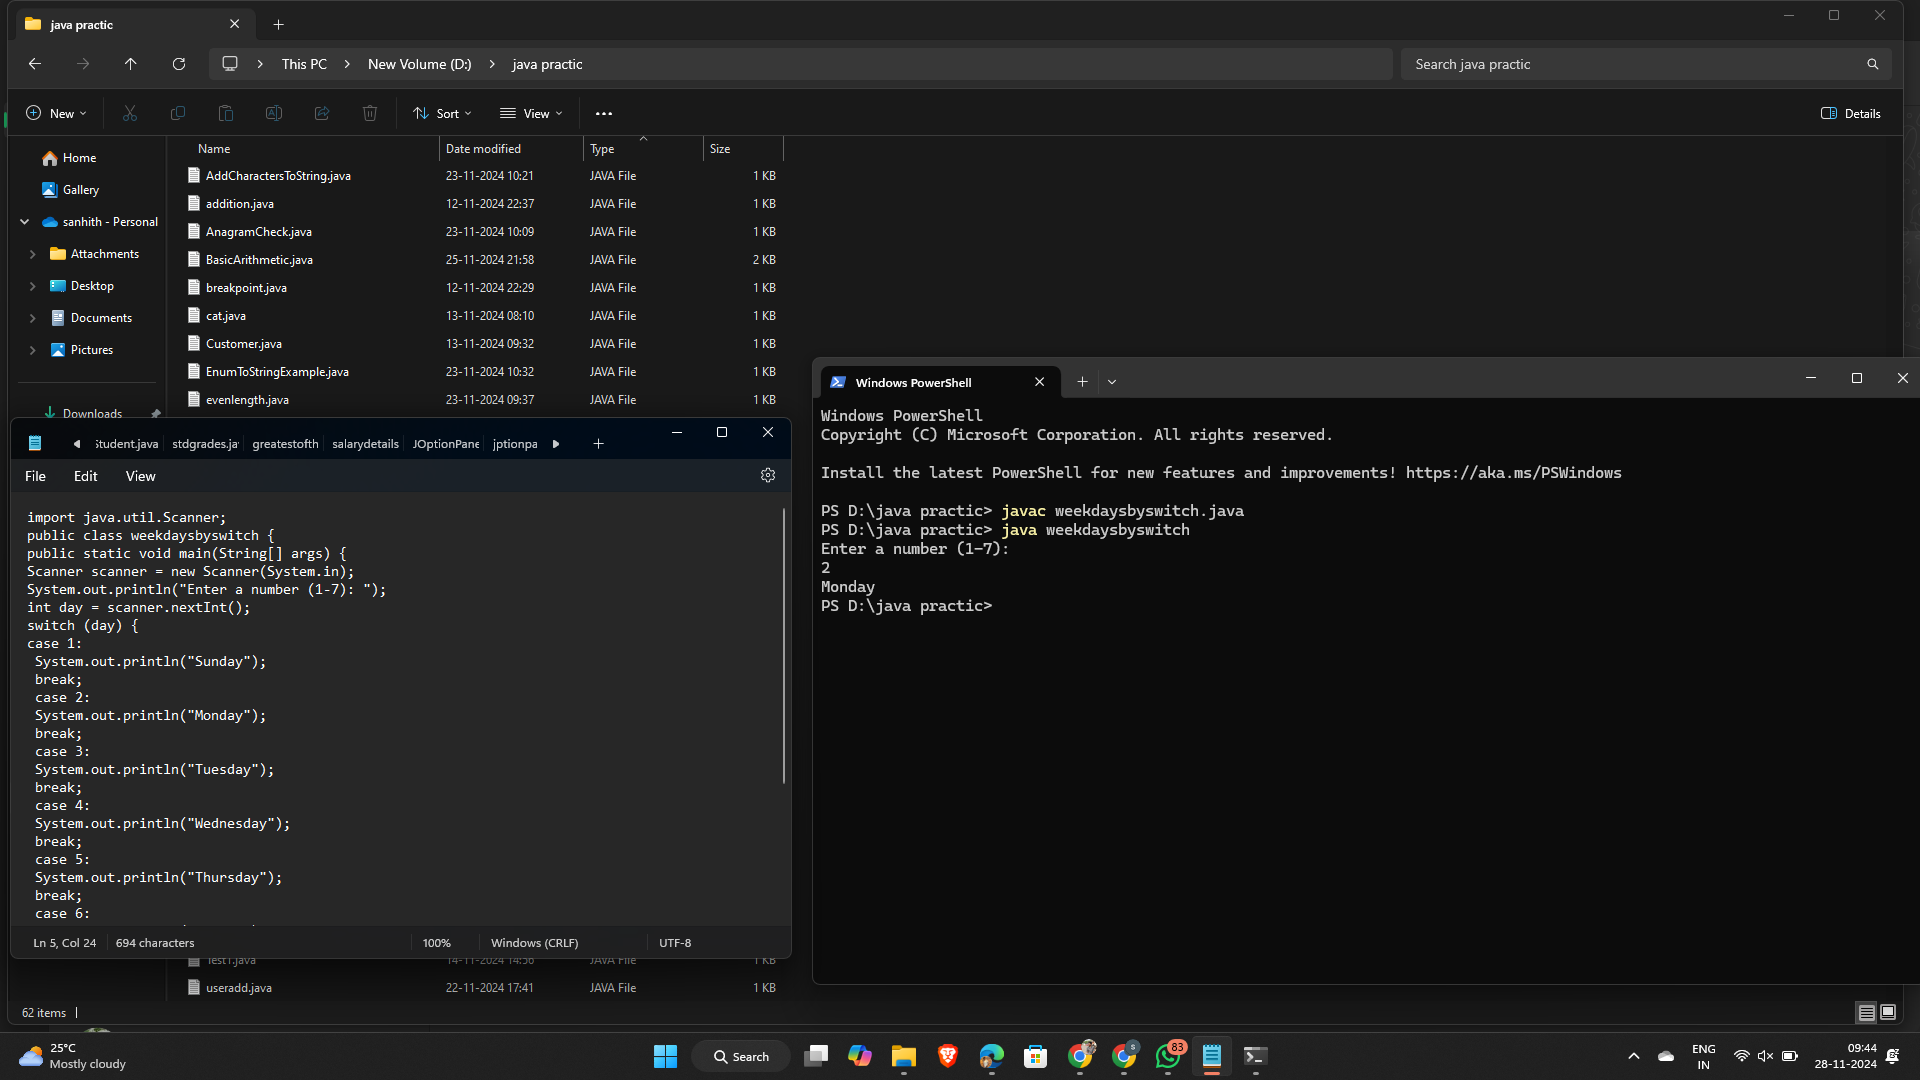 java practic
This PC > New Volume (D:) > java practic
Search java practic
New
Sort
View
Details
Home
Gallery
sanhith - Personal
Attachments
Desktop
Documents
Pictures
Downloads
Name Date modified Type Size
AddCharactersToString.java 23-11-2024 10:21 JAVA File 1 KB
addition.java 12-11-2024 22:37 JAVA File 1 KB
AnagramCheck.java 23-11-2024 10:09 JAVA File 1 KB
BasicArithmetic.java 25-11-2024 21:58 JAVA File 2 KB
breakpoint.java 12-11-2024 22:29 JAVA File 1 KB
cat.java 13-11-2024 08:10 JAVA File 1 KB
Customer.java 13-11-2024 09:32 JAVA File 1 KB
EnumToStringExample.java 23-11-2024 10:32 JAVA File 1 KB
evenlength.java 23-11-2024 09:37 JAVA File 1 KB
Student.java stdgrades.ja greatestofth salarydetails JOptionPane jptionpa
File Edit View
import java.util.Scanner;
public class weekdaysbyswitch {
public static void main(String[] args) {
Scanner scanner = new Scanner(System.in);
System.out.println("Enter a number (1-7): ");
int day = scanner.nextInt();
switch (day) {
case 1:
System.out.println("Sunday");
break;
case 2:
System.out.println("Monday");
break;
case 3:
System.out.println("Tuesday");
break;
case 4:
System.out.println("Wednesday");
break;
case 5:
System.out.println("Thursday");
break;
case 6:
Ln 5, Col 24 694 characters 100% Windows (CRLF) UTF-8
Test1.java 14-11-2024 14:56 JAVA File 1 KB
useradd.java 22-11-2024 17:41 JAVA File 1 KB
62 items
Windows PowerShell
Windows PowerShell
Copyright (C) Microsoft Corporation. All rights reserved.
Install the latest PowerShell for new features and improvements! https://aka.ms/PSWindows
PS D:\java practic> javac weekdaysbyswitch.java
PS D:\java practic> java weekdaysbyswitch
Enter a number (1-7):
2
Monday
PS D:\java practic>
25°C
Mostly cloudy
Search
S
83
ENG
IN
09:44
28-11-2024